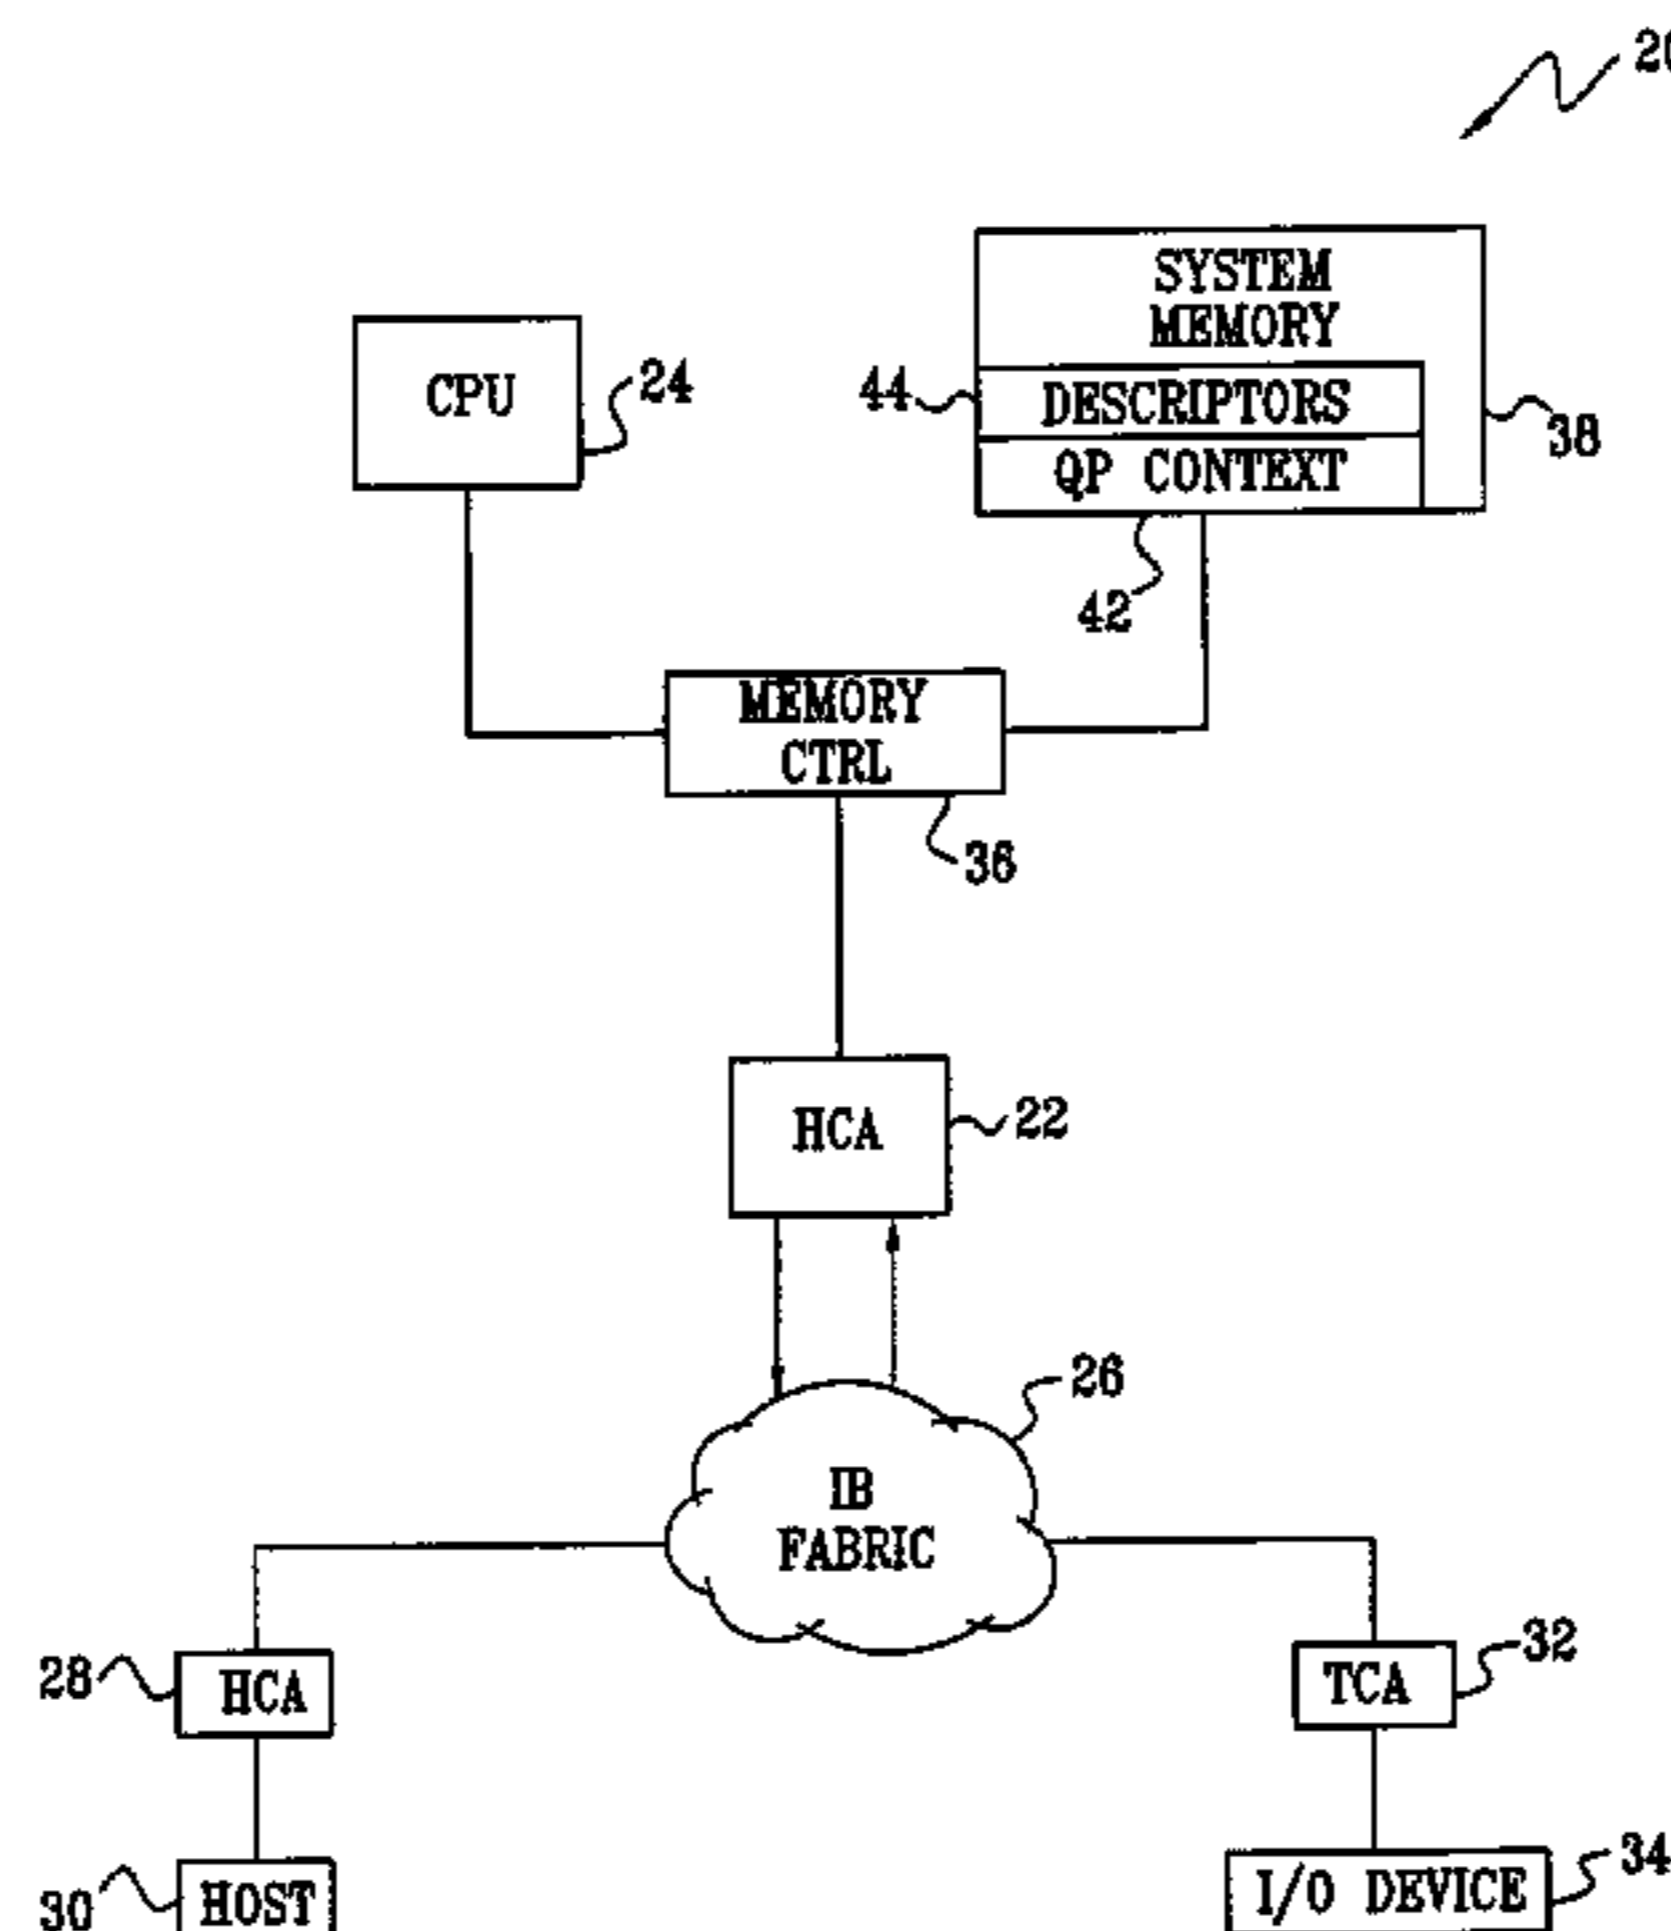 SYSTEM
MEMORY
CPU
24
44
DESCRIPTORS
38
QP CONTEXT
42
MEMORY
CTRL
36
HCA
22
26
IB
FABRIC
28
HCA
TCA
32
30
HOST
I/O DEVICE
34